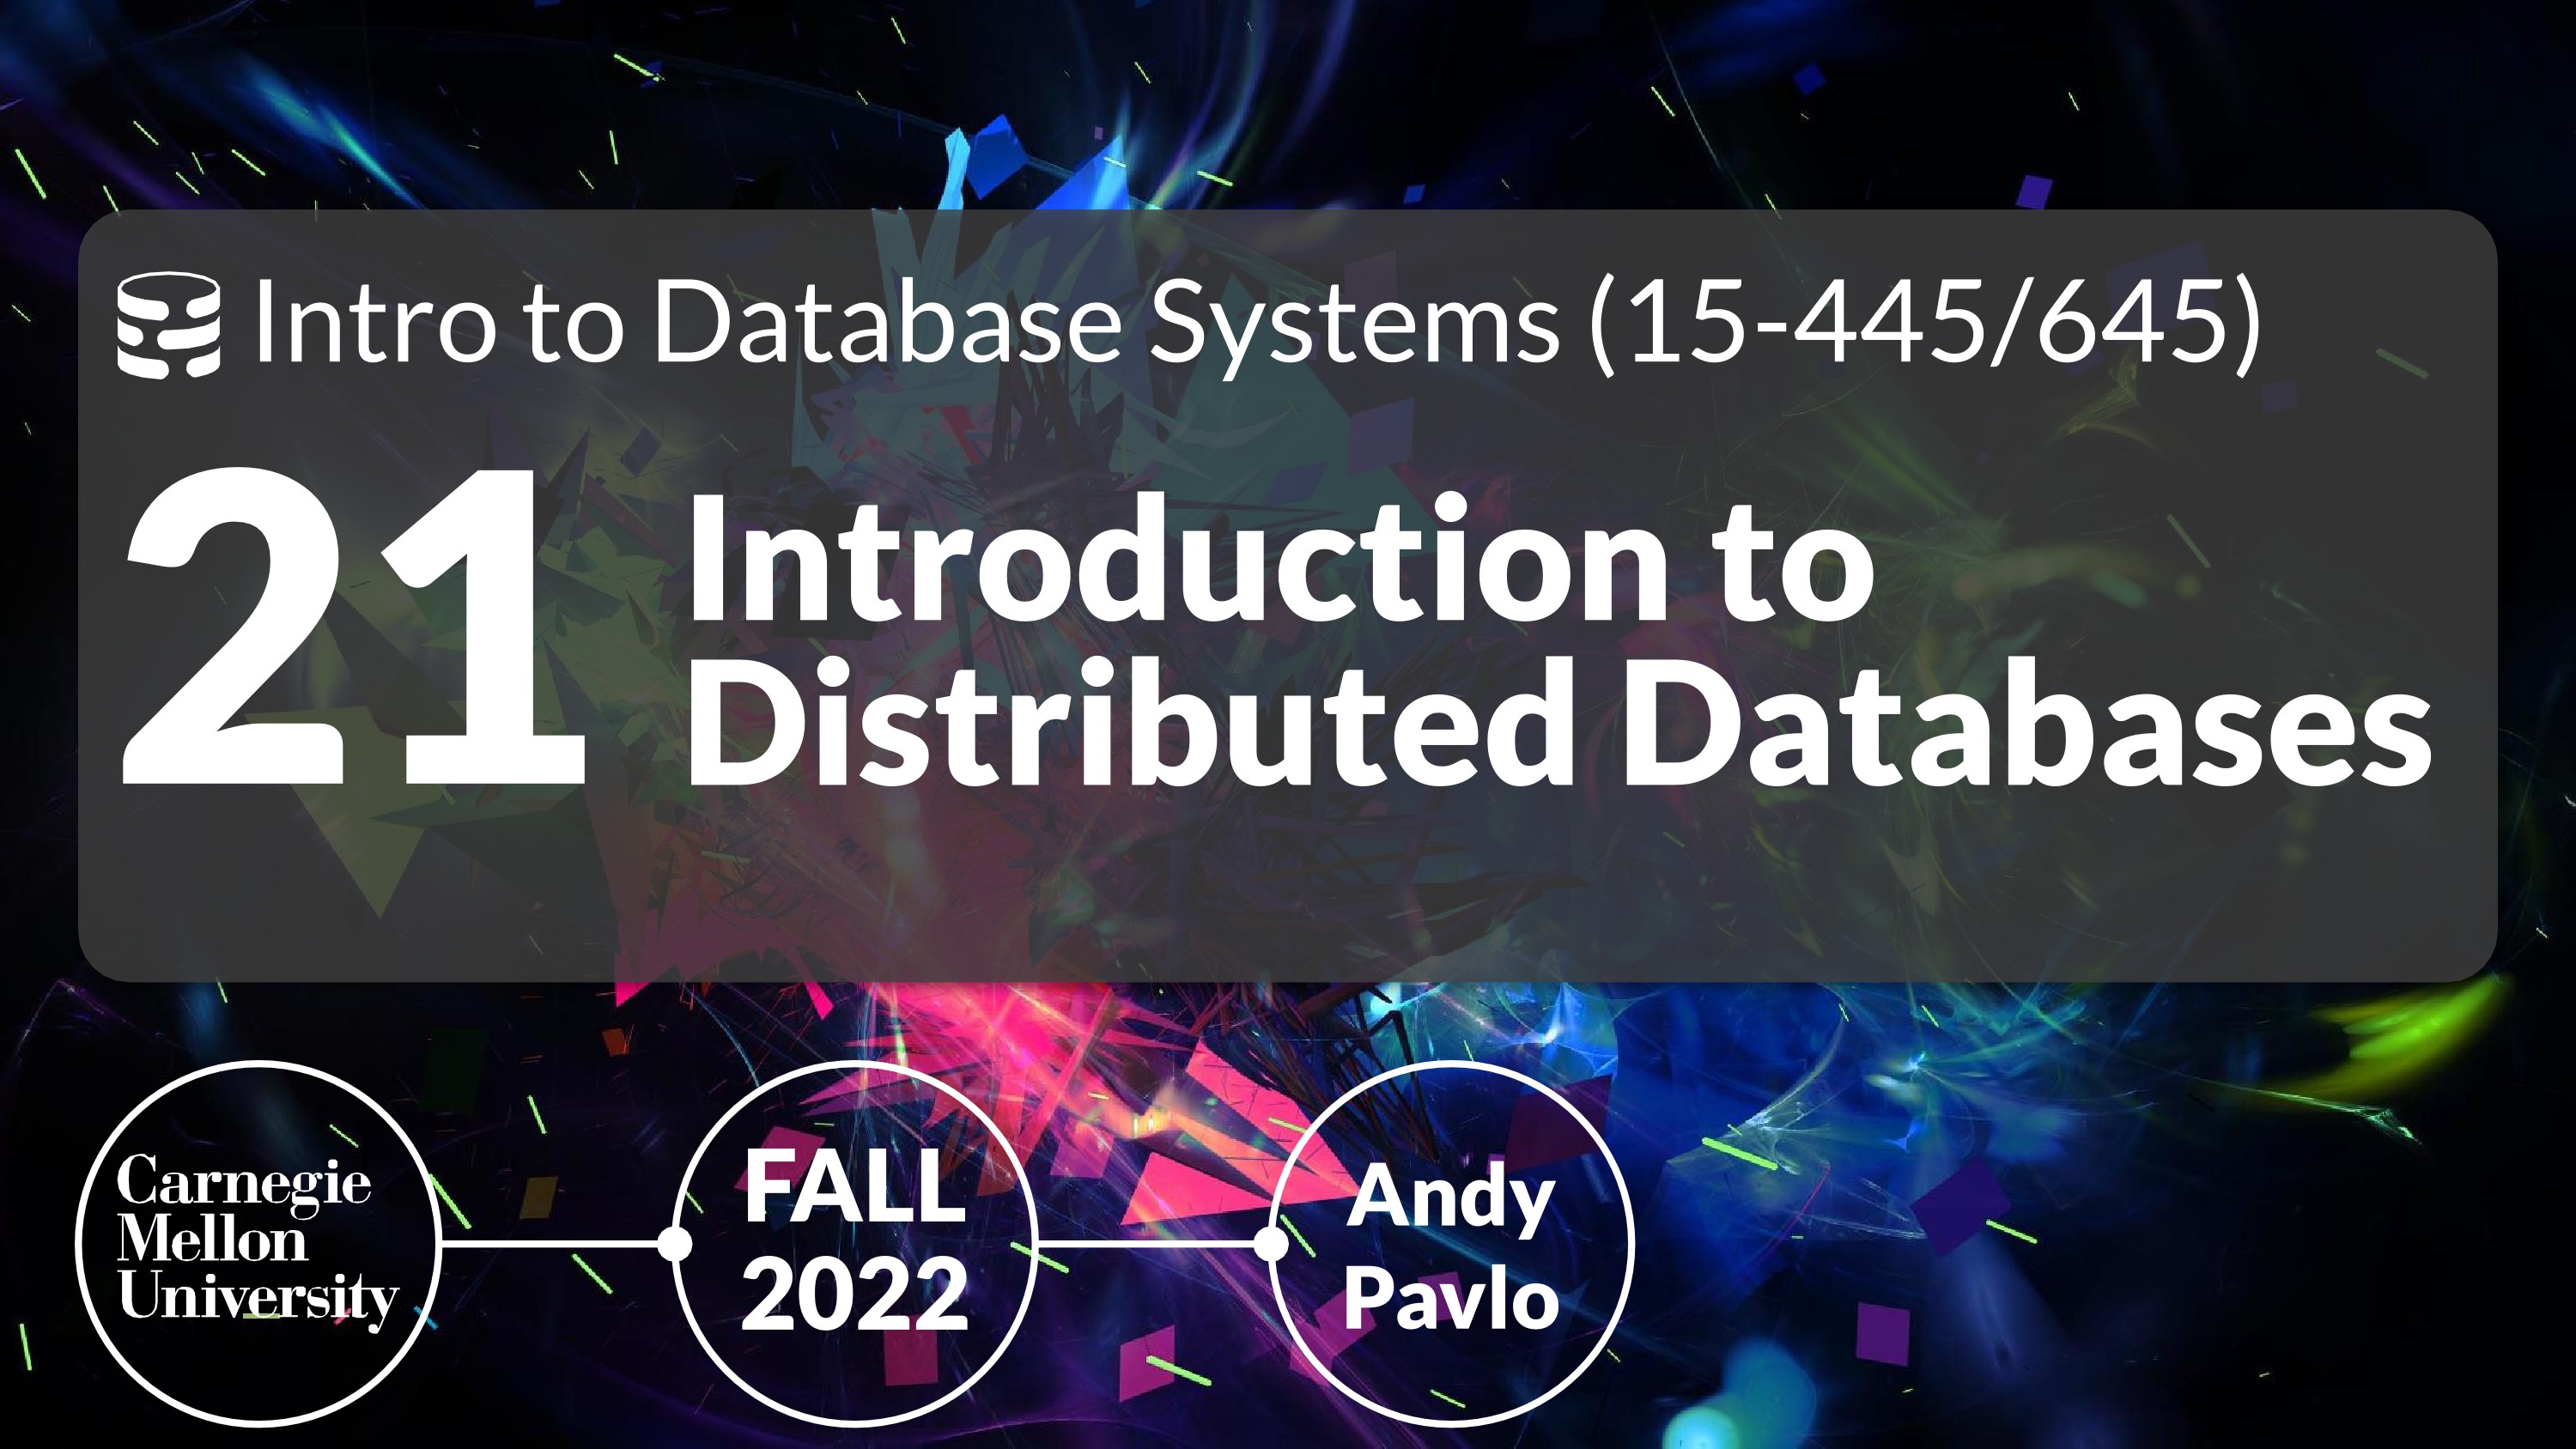 Intro to Database Systems (15-445/645)
21
Introduction to
Distributed Databases
Carnegie
Mellon
University
FALL
2022
Andy
Pavlo